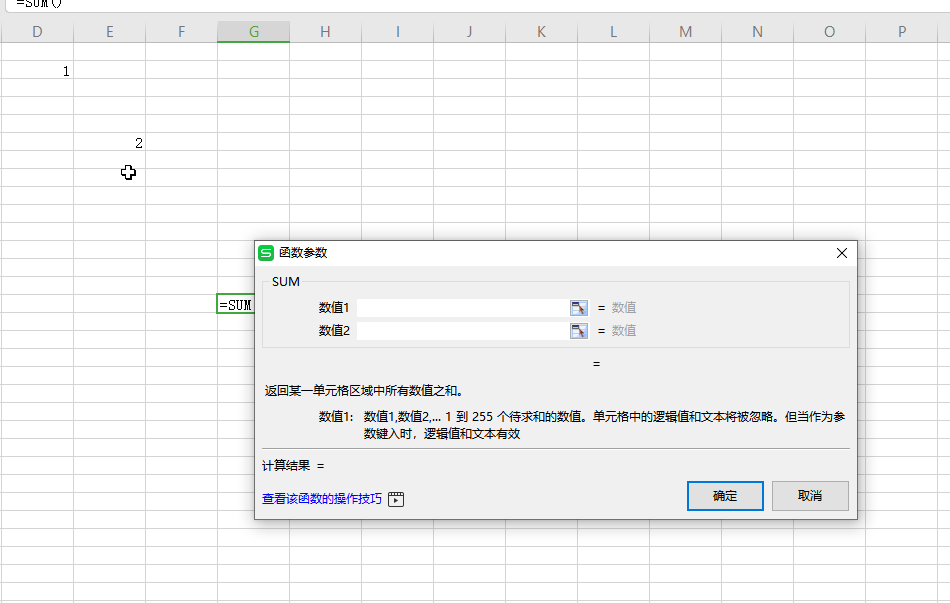 =SUM()
D E F G H I J K L M N O P
1
2
函数参数
=SUM
SUM
数值1 = 数值
数值2 = 数值
=
返回某一单元格区域中所有数值之和。
数值1: 数值1,数值2,... 1 到 255 个待求和的数值。单元格中的逻辑值和文本将被忽略。但当作为参
数键入时，逻辑值和文本有效
计算结果 =
查看该函数的操作技巧
确定 取消